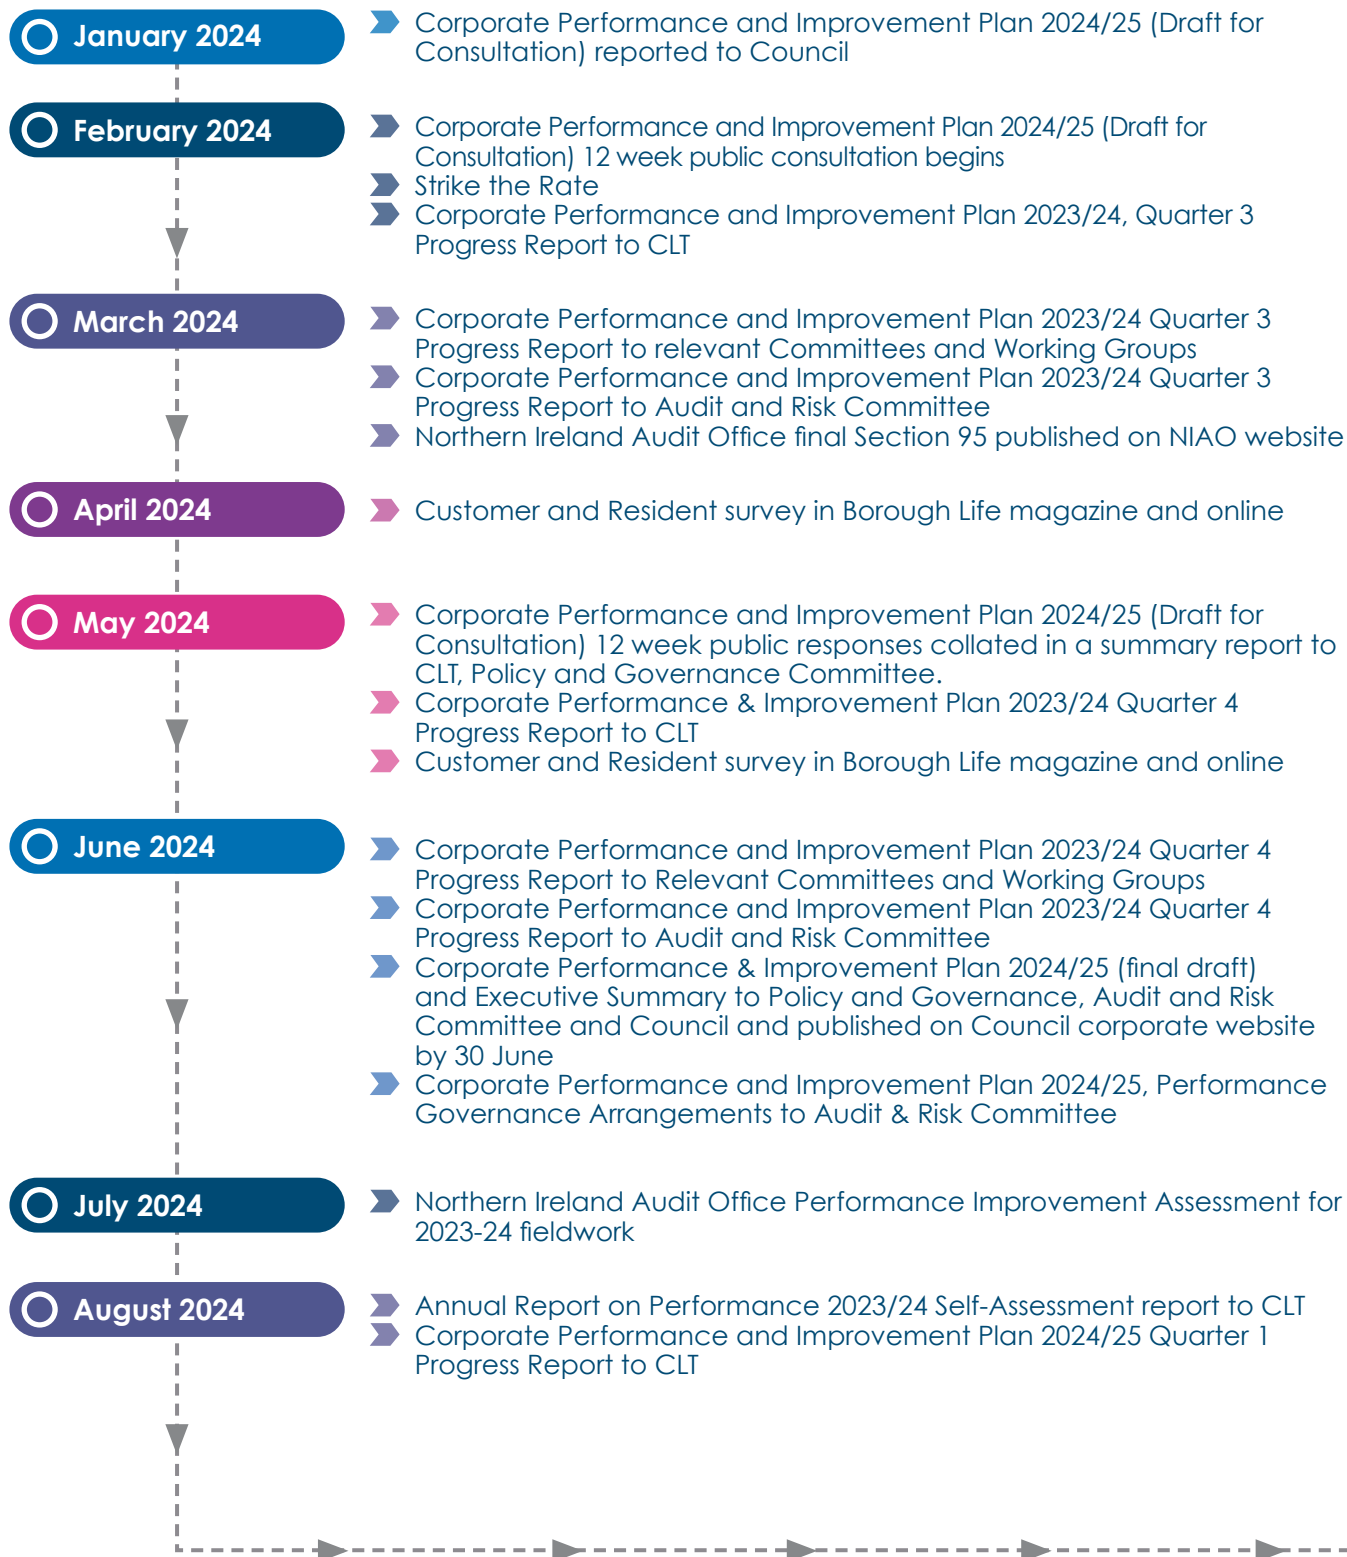 January 2024
Corporate Performance and Improvement Plan 2024/25 (Draft for
Consultation) reported to Council
February 2024
Corporate Performance and Improvement Plan 2024/25 (Draft for
Consultation) 12 week public consultation begins
Strike the Rate
Corporate Performance and Improvement Plan 2023/24, Quarter 3
Progress Report to CLT
March 2024
Corporate Performance and Improvement Plan 2023/24 Quarter 3
Progress Report to relevant Committees and Working Groups
Corporate Performance and Improvement Plan 2023/24 Quarter 3
Progress Report to Audit and Risk Committee
Northern Ireland Audit Office final Section 95 published on NIAO website
April 2024
Customer and Resident survey in Borough Life magazine and online
May 2024
Corporate Performance and Improvement Plan 2024/25 (Draft for
Consultation) 12 week public responses collated in a summary report to
CLT, Policy and Governance Committee.
Corporate Performance & Improvement Plan 2023/24 Quarter 4
Progress Report to CLT
Customer and Resident survey in Borough Life magazine and online
June 2024
Corporate Performance and Improvement Plan 2023/24 Quarter 4
Progress Report to Relevant Committees and Working Groups
Corporate Performance and Improvement Plan 2023/24 Quarter 4
Progress Report to Audit and Risk Committee
Corporate Performance & Improvement Plan 2024/25 (final draft)
and Executive Summary to Policy and Governance, Audit and Risk
Committee and Council and published on Council corporate website
by 30 June
Corporate Performance and Improvement Plan 2024/25, Performance
Governance Arrangements to Audit & Risk Committee
July 2024
Northern Ireland Audit Office Performance Improvement Assessment for
2023-24 fieldwork
August 2024
Annual Report on Performance 2023/24 Self-Assessment report to CLT
Corporate Performance and Improvement Plan 2024/25 Quarter 1
Progress Report to CLT